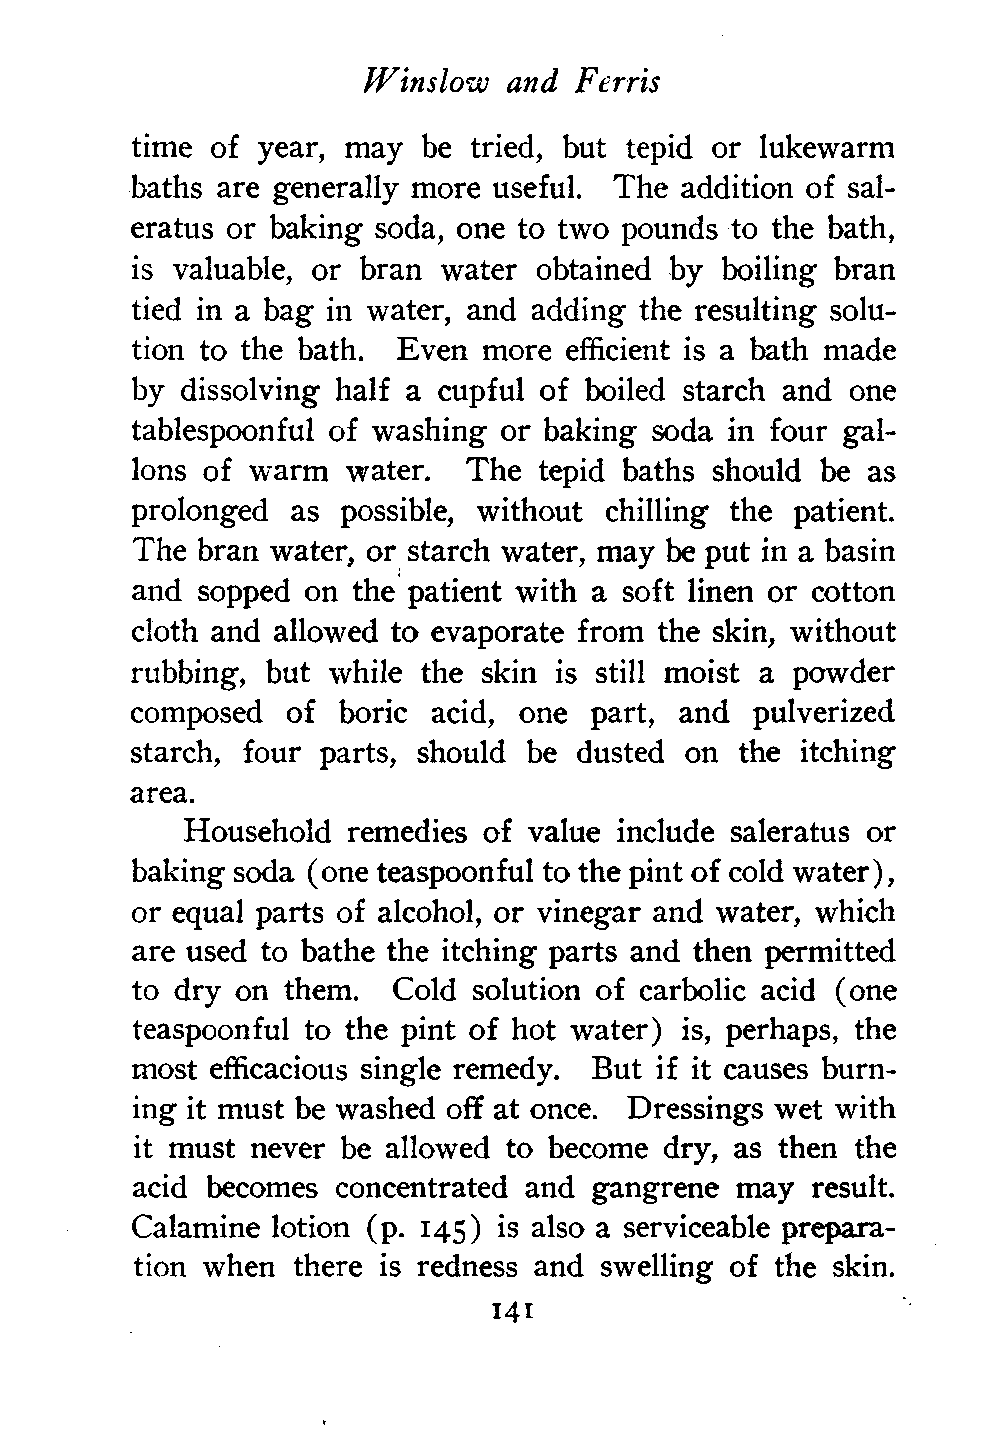 Winslow and Ferris
time of year, may be tried, but tepid or lukewarm
baths are generally more useful. The addition of sal-
eratus or baking soda, one to two pounds to the bath,
is valuable, or bran water obtained by boiling bran
tied in a bag in water, and adding the resulting solu-
tion to the bath. Even more efficient is a bath made
by dissolving half a cupful of boiled starch and one
tablespoonful of washing or baking soda in four gal-
lons of warm water. The tepid baths should be as
prolonged as possible, without chilling the patient.
The bran water, or starch water, may be put in a basin
and sopped on the patient with a soft linen or cotton
cloth and allowed to evaporate from the skin, without
rubbing, but while the skin is still moist a powder
composed of boric acid, one part, and pulverized
starch, four parts, should be dusted on the itching
area.
Household remedies of value include saleratus or
baking soda (one teaspoonful to the pint of cold water),
or equal parts of alcohol, or vinegar and water, which
are used to bathe the itching parts and then permitted
to dry on them. Cold solution of carbolic acid (one
teaspoonful to the pint of hot water) is, perhaps, the
most efficacious single remedy. But if it causes burn-
ing it must be washed off at once. Dressings wet with
it must never be allowed to become dry, as then the
acid becomes concentrated and gangrene may result.
Calamine lotion (p. 145) is also a serviceable prepara-
tion when there is redness and swelling of the skin.
141